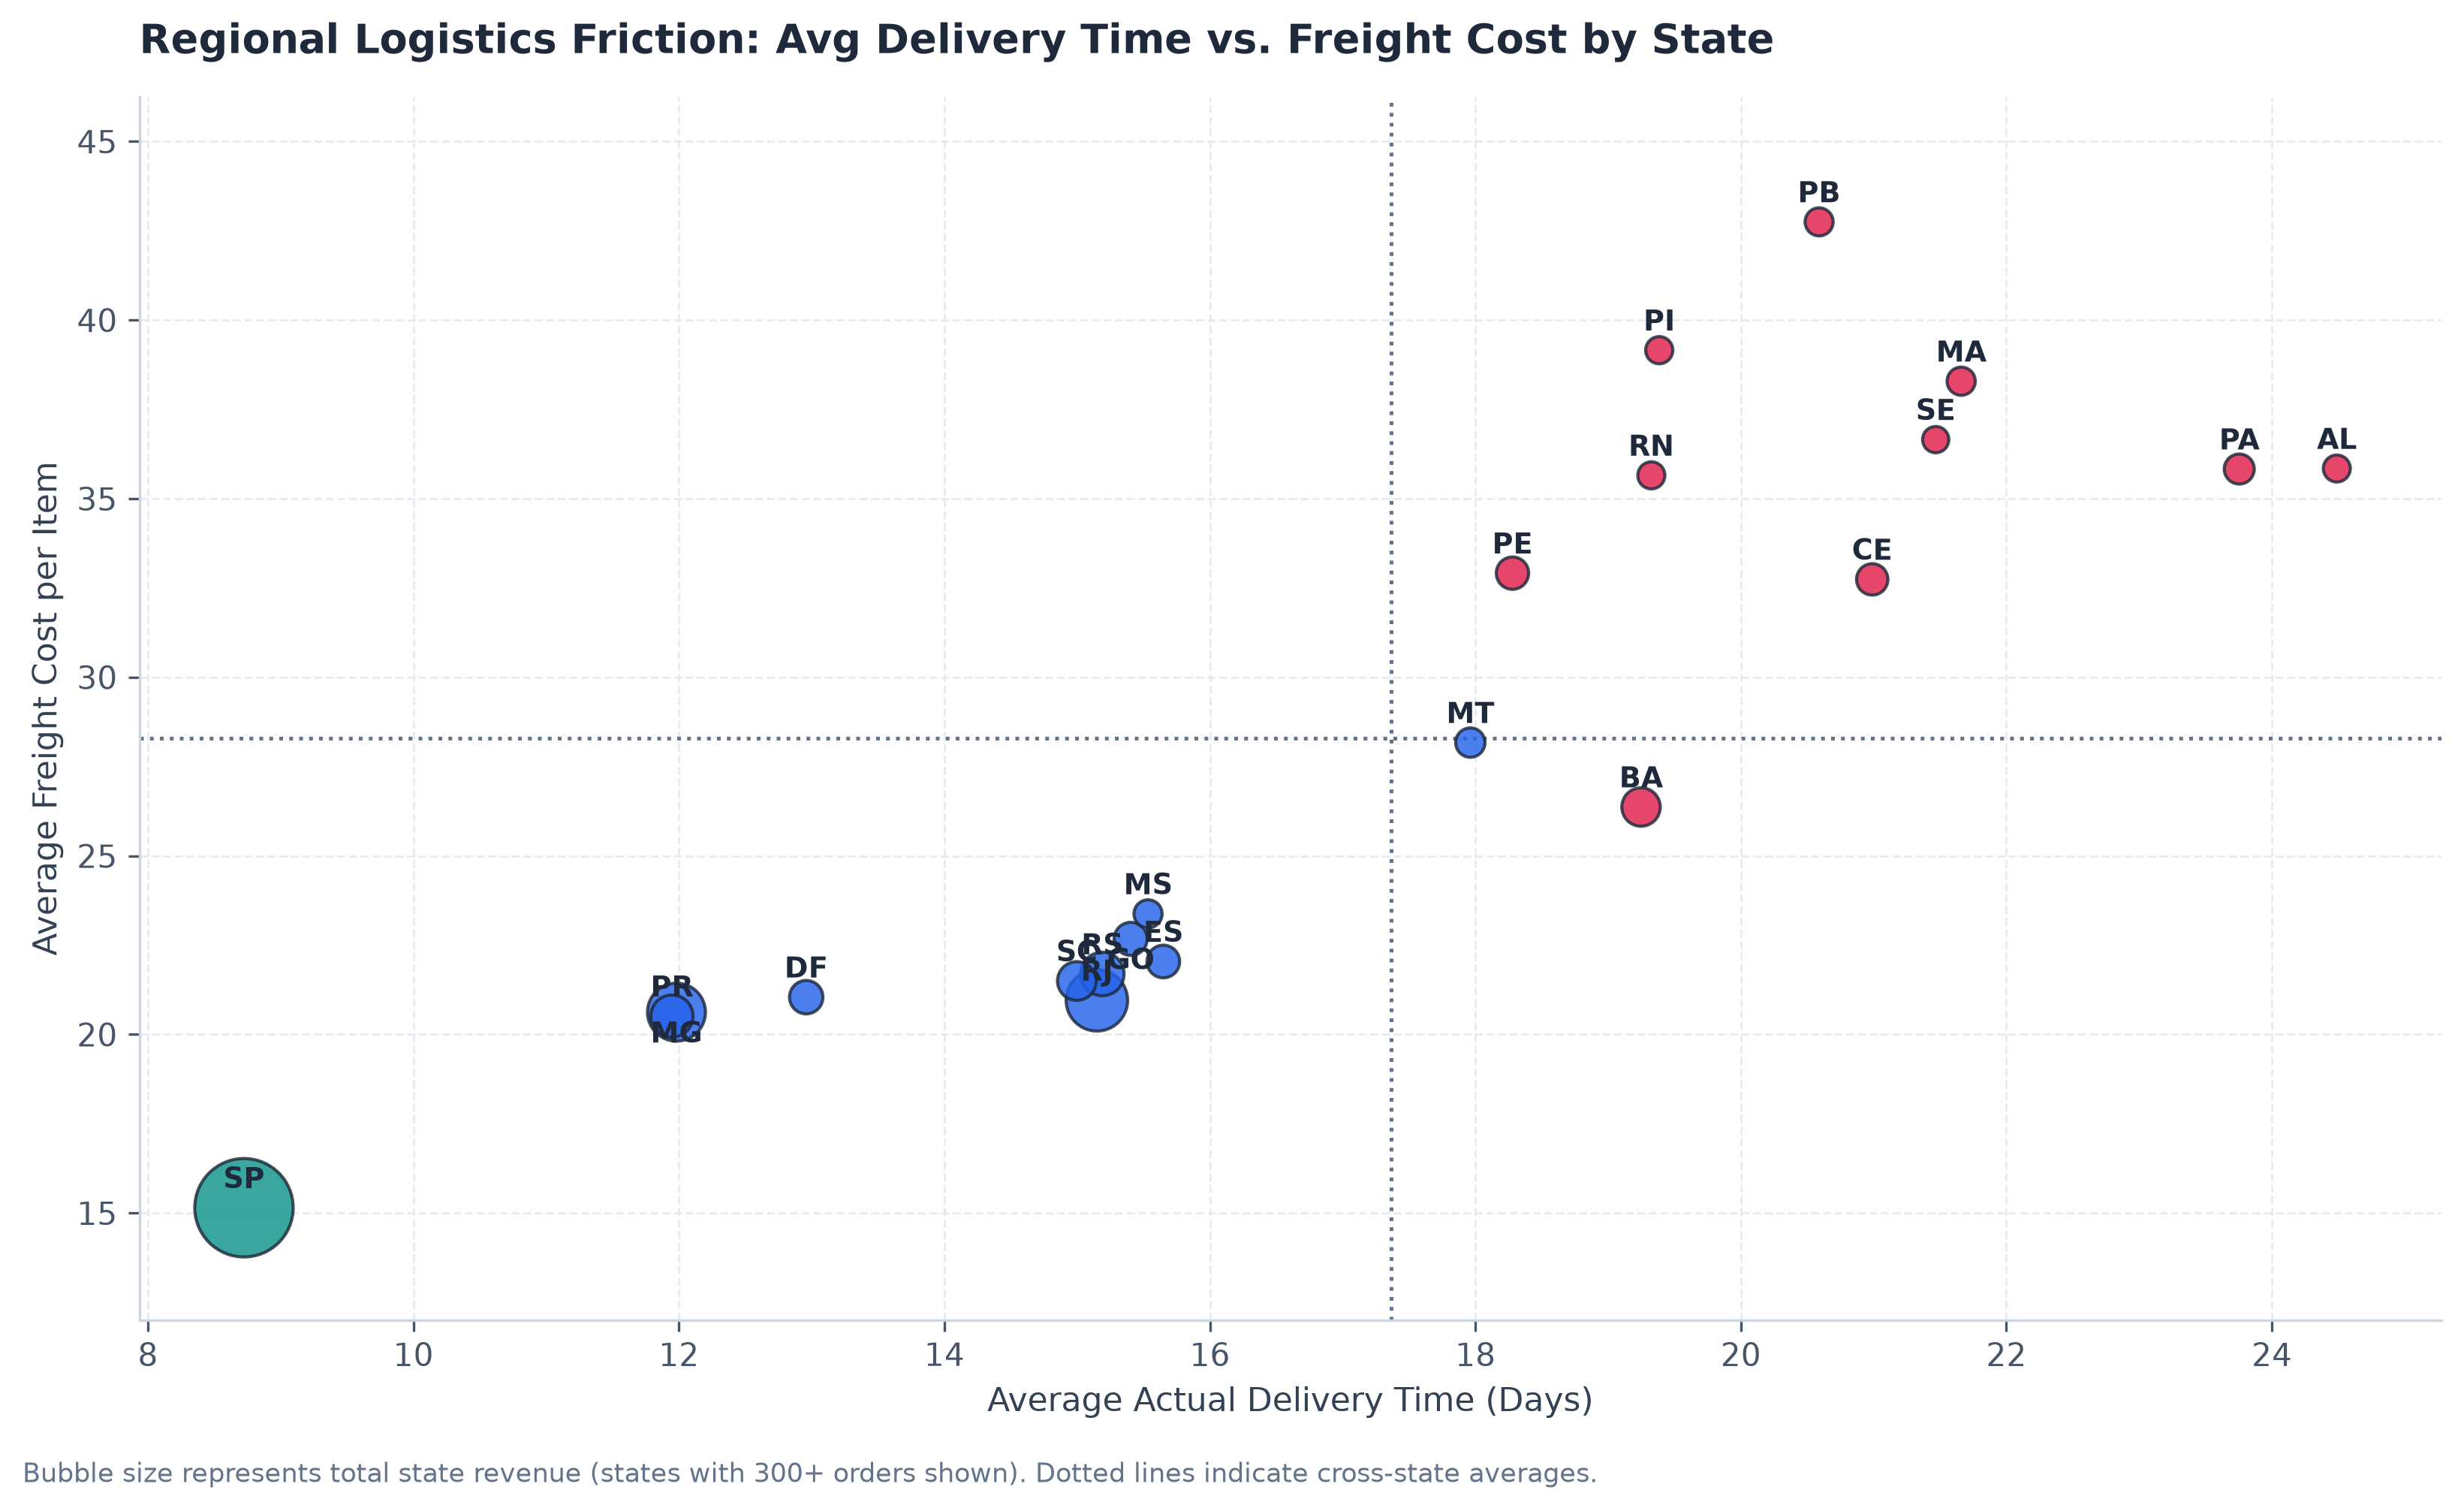 Regional Logistics Friction: Avg Delivery Time vs. Freight Cost by State
45
40
35
30
25
20
15
Average Freight Cost per Item
PB
PI
MA
SE
RN
PA
AL
PE
CE
MT
BA
MS
ES
RS
SC
GO
RJ
DF
PR
MG
SP
8
10
12
14
16
18
20
22
24
Average Actual Delivery Time (Days)
Bubble size represents total state revenue (states with 300+ orders shown). Dotted lines indicate cross-state averages.